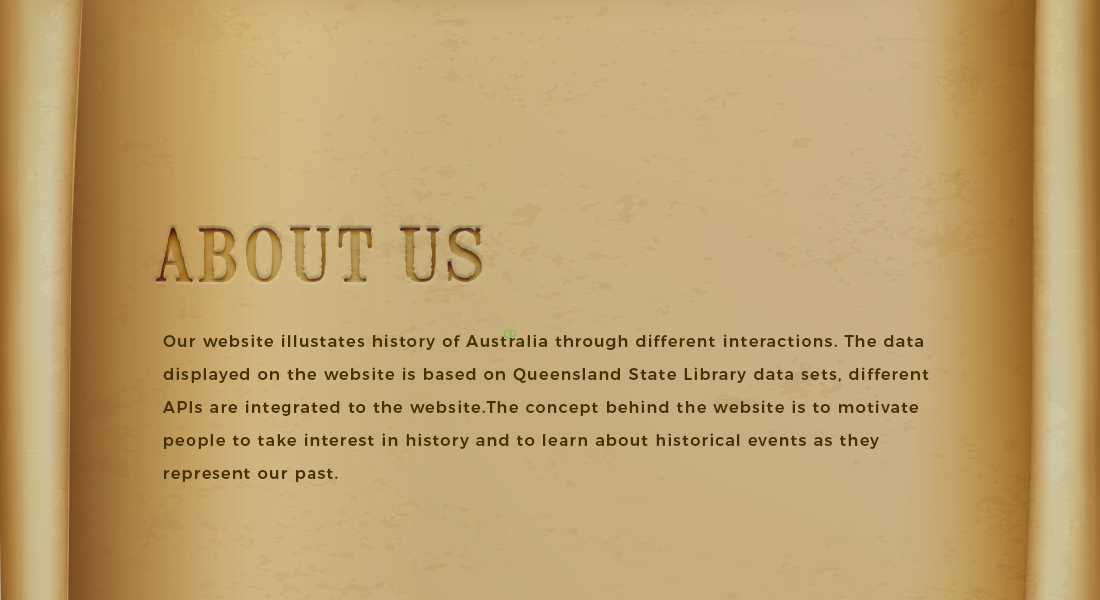 ABOUT US
Our website illustates history of Australia through different interactions. The data
displayed on the website is based on Queensland State Library data sets, different
APIs are integrated to the website.The concept behind the website is to motivate
people to take interest in history and to learn about historical events as they
represent our past.